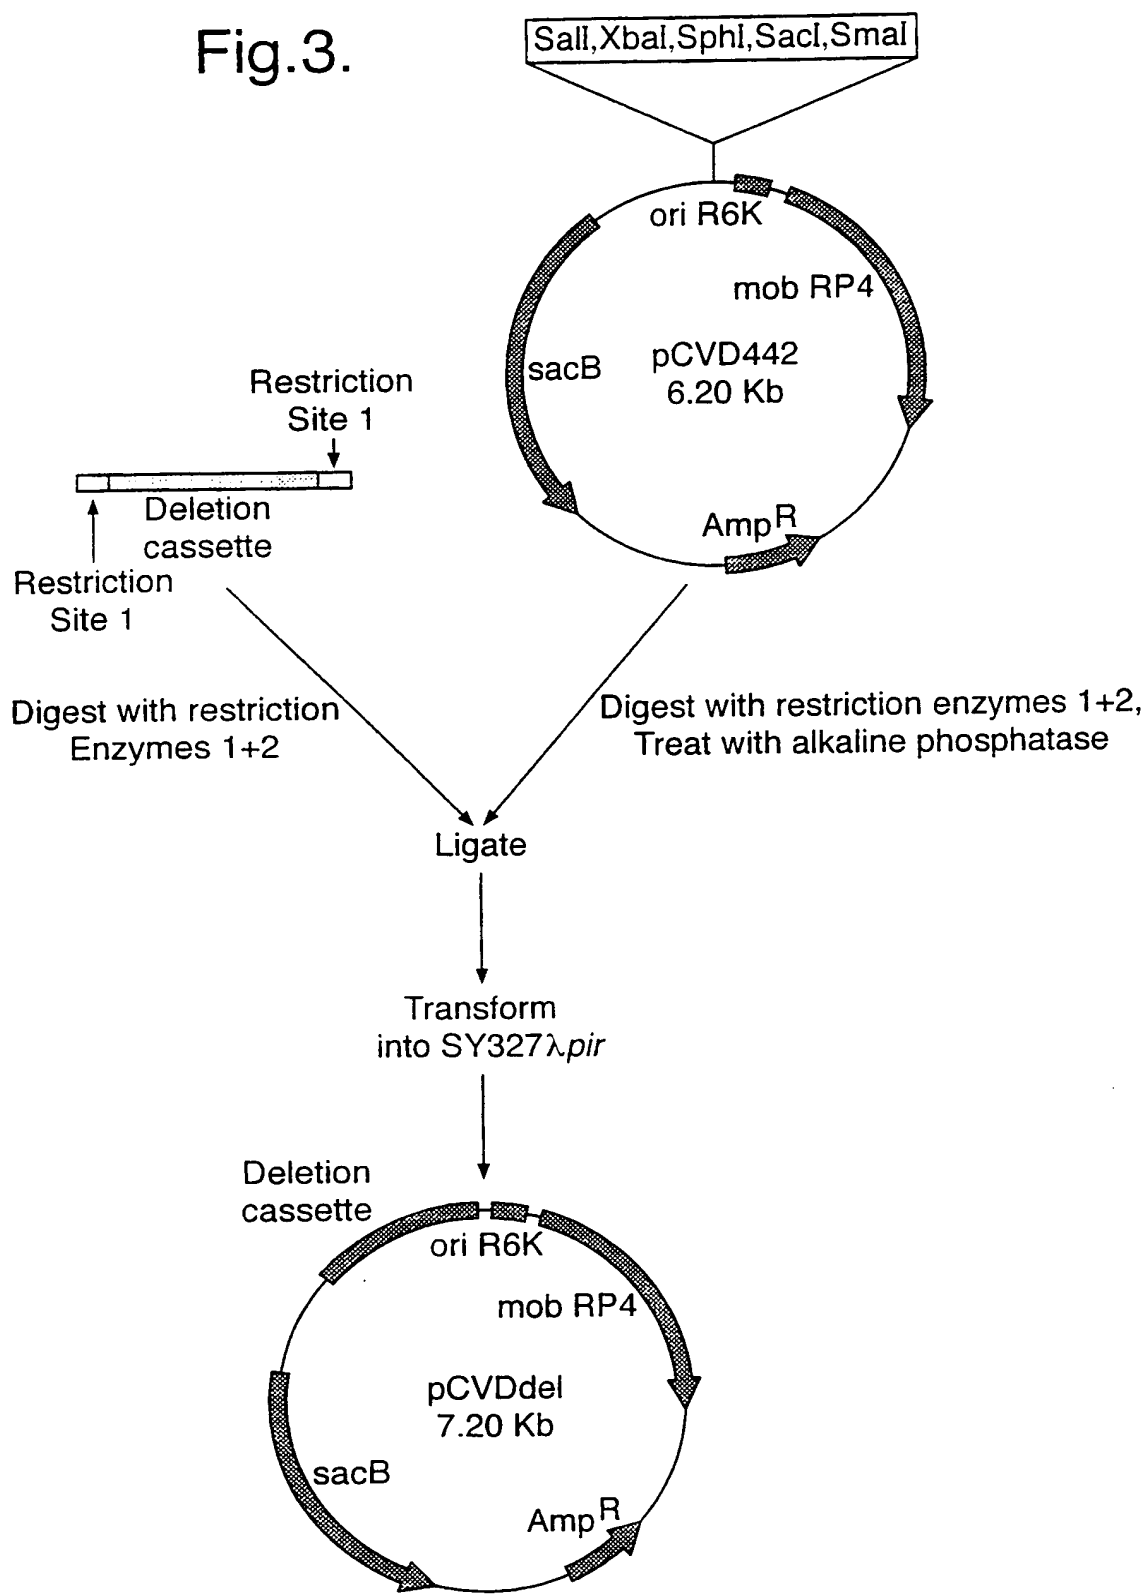 Fig.3.
SalI,XbaI,SphI,SacI,SmaI
ori R6K
mob RP4
sacB
pCVD442
6.20 Kb
Amp R
Restriction
Site 1
Deletion
cassette
Restriction
Site 1
Digest with restriction
Enzymes 1+2
Digest with restriction enzymes 1+2,
Treat with alkaline phosphatase
Ligate
Transform
into SY327λpir
Deletion
cassette
ori R6K
mob RP4
pCVDdel
7.20 Kb
sacB
Amp R